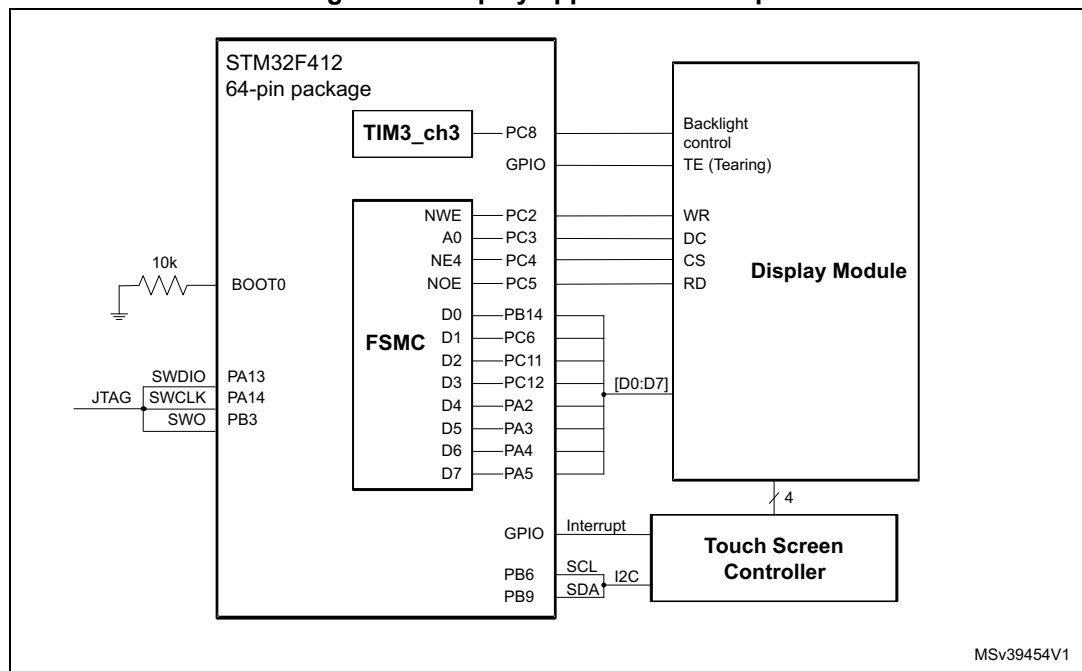 STM32F412
64-pin package
TIM3_ch3
PC8
Backlight
control
GPIO
TE (Tearing)
NWE
PC2
WR
A0
PC3
DC
NE4
PC4
CS
NOE
PC5
RD
Display Module
10k
BOOT0
FSMC
D0
PB14
D1
PC6
D2
PC11
D3
PC12
D4
PA2
D5
PA3
D6
PA4
D7
PA5
[D0:D7]
JTAG
SWDIO
PA13
SWCLK
PA14
SWO
PB3
4
GPIO
Interrupt
Touch Screen
Controller
PB6
SCL
I2C
PB9
SDA
MSv39454V1